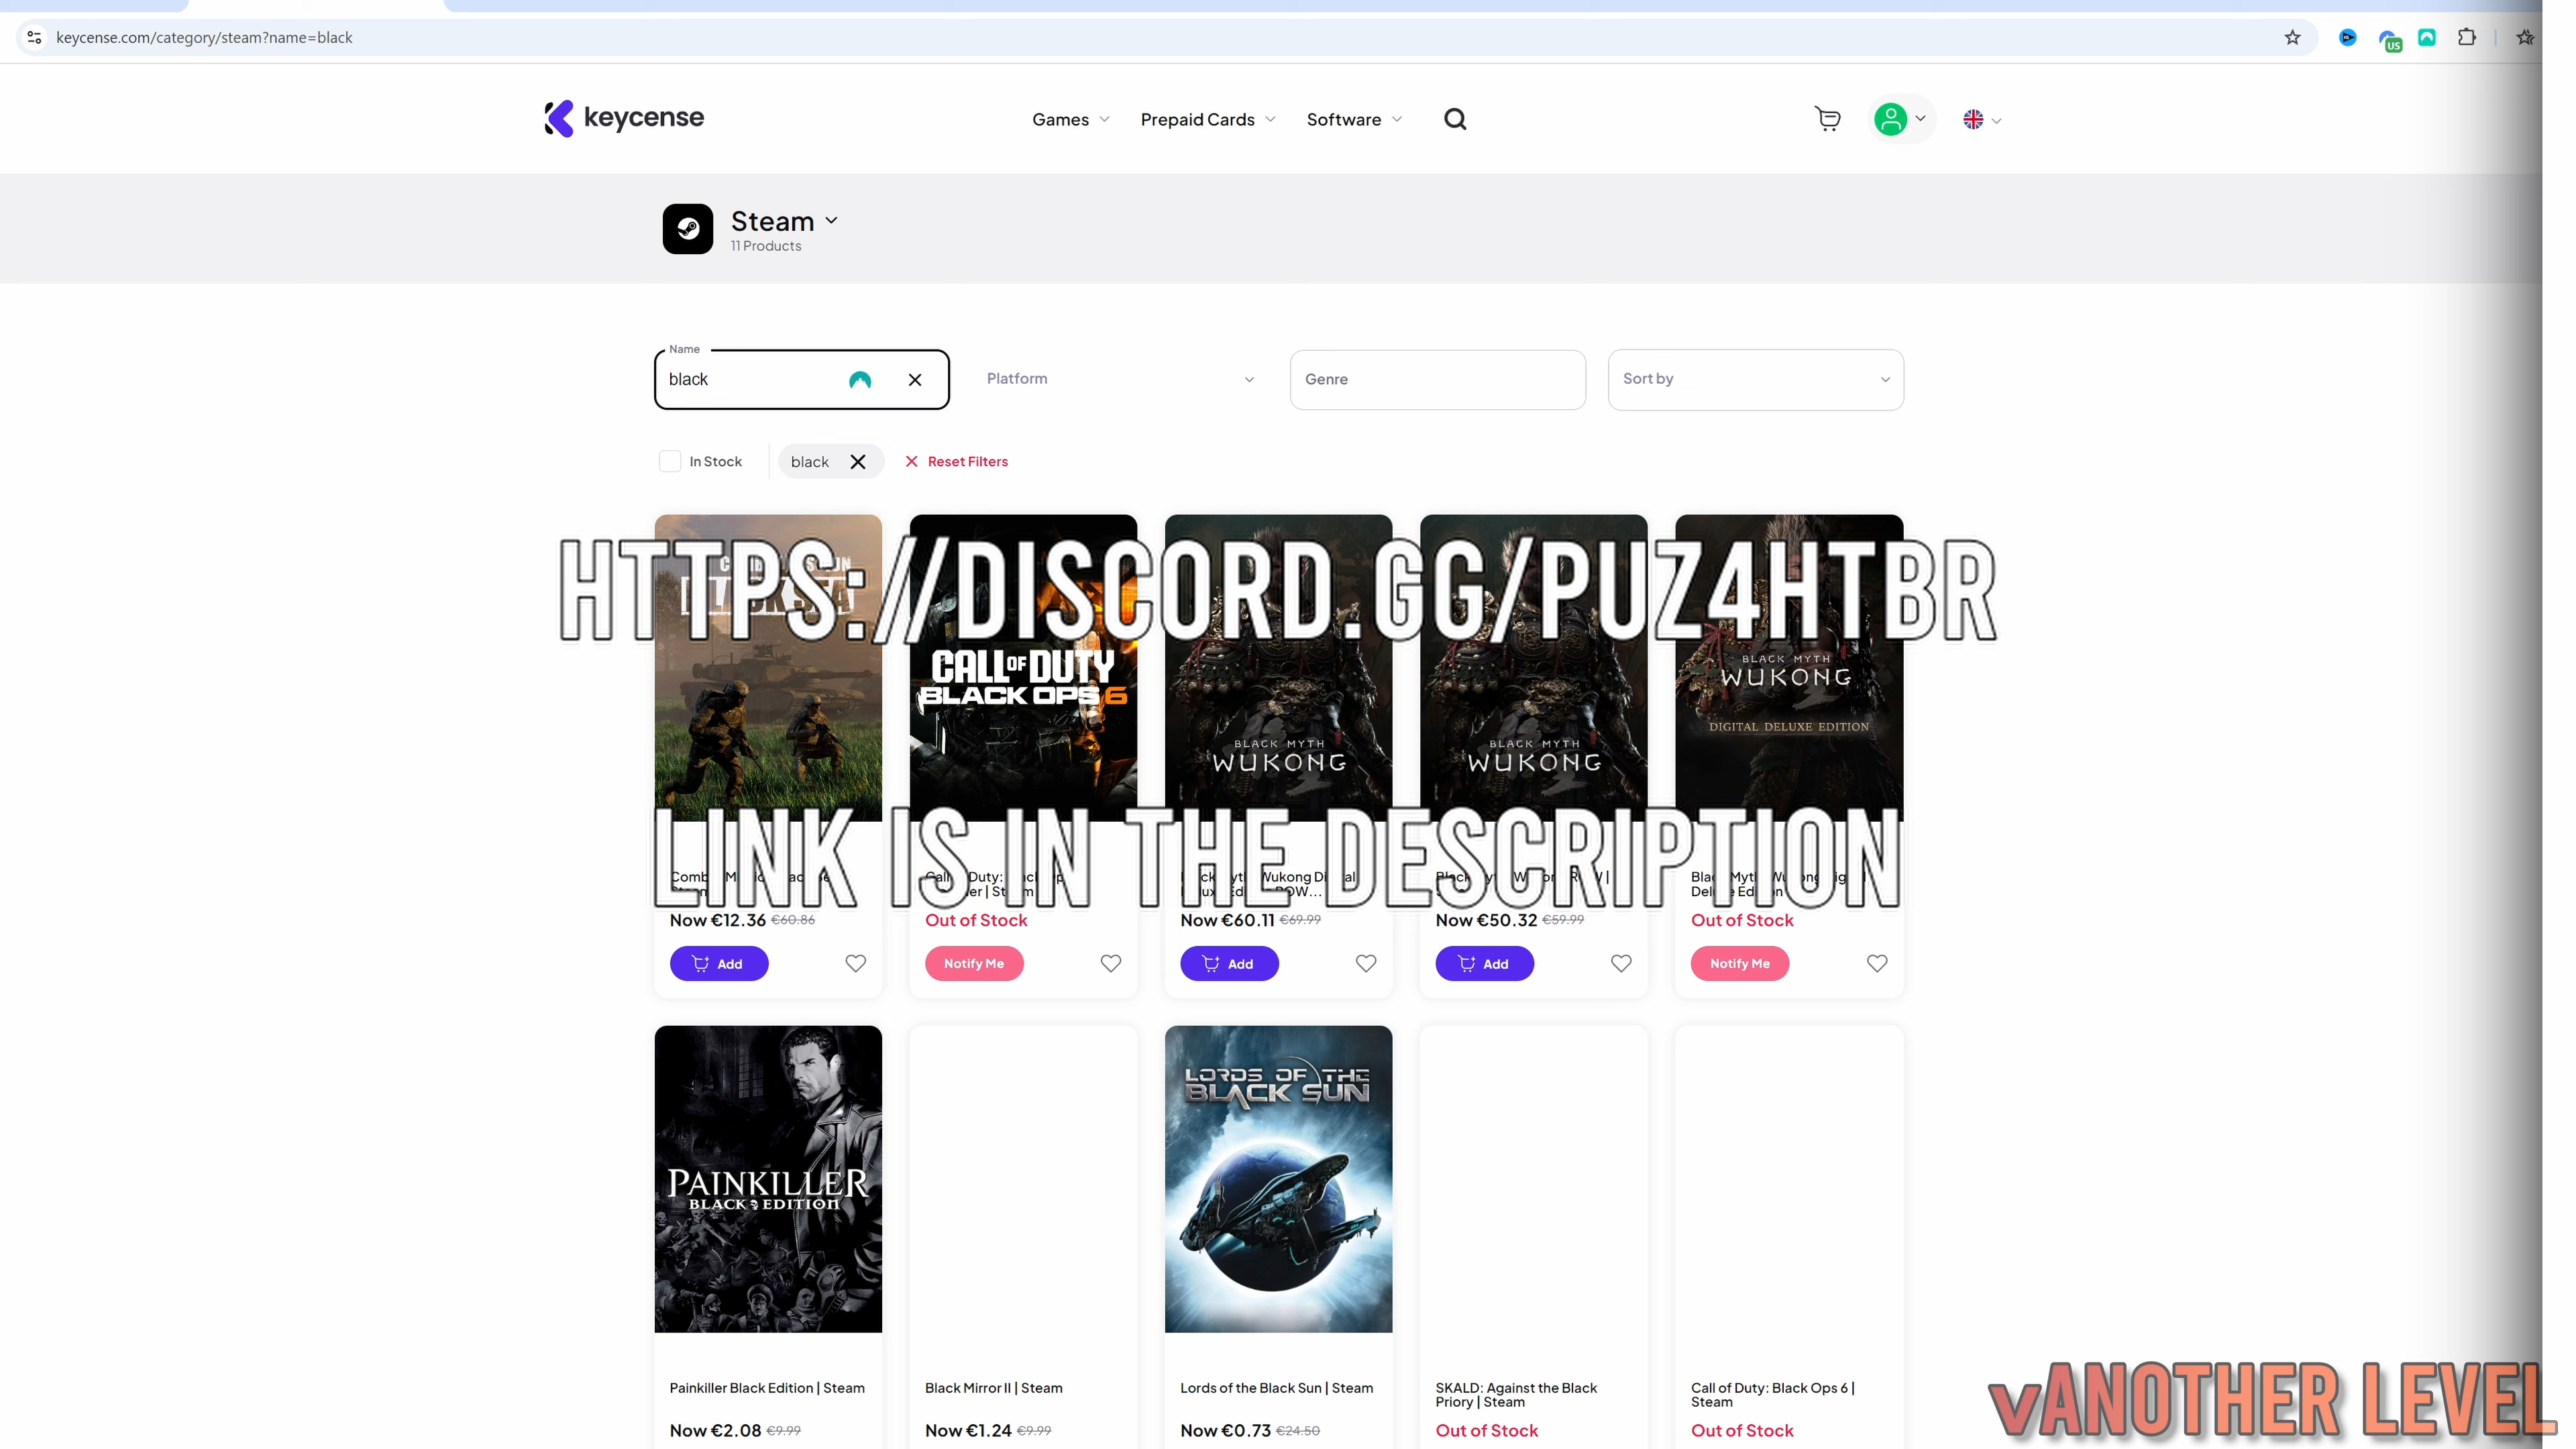 keycense.com/category/steam?name=black
US
keycense
Games
Prepaid Cards
Software
Steam
11 Products
Name
black
Platform
Genre
Sort by
In Stock
black
Reset Filters
HTTPS://DISCORD.GG/PUZ4HTBR
CALL OF DUTY
BLACK OPS 6
BLACK MYTH
WUKONG
BLACK MYTH
WUKONG
BLACK MYTH
WUKONG
DIGITAL DELUXE EDITION
LINK IS IN THE DESCRIPTION
Now €12.36 €60.86
Out of Stock
Now €60.11 €69.99
Now €50.32 €59.99
Out of Stock
Add
Notify Me
Add
Add
Notify Me
PAINKILLER
BLACK EDITION
LORDS OF THE
BLACK SUN
Painkiller Black Edition | Steam
Black Mirror II | Steam
Lords of the Black Sun | Steam
SKALD: Against the Black
Priory | Steam
Call of Duty: Black Ops 6 |
Steam
Now €2.08 €9.99
Now €1.24 €9.99
Now €0.73 €24.50
Out of Stock
Out of Stock
vANOTHER LEVEL